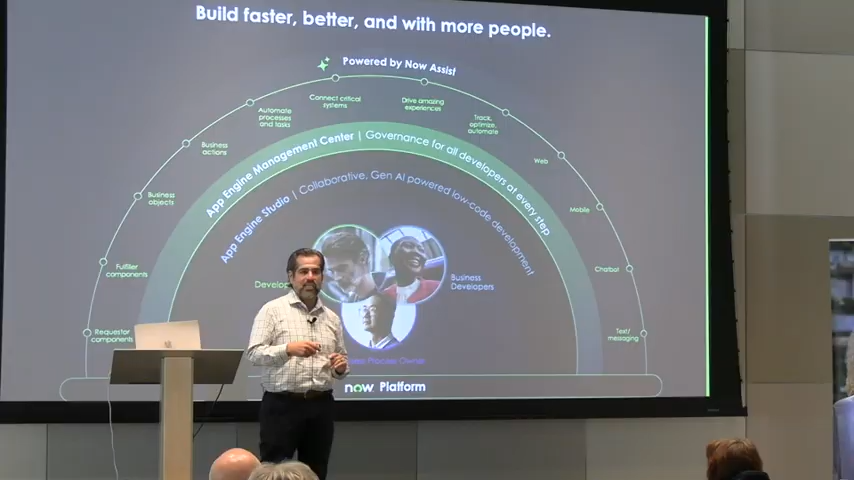 Build faster, better, and with more people.
Powered by Now Assist
Connect critical
systems
Drive amazing
experiences
Automate
processes
and tasks
Track,
optimize,
automate
Business
actions
Web
Business
objects
Mobile
Fulfiller
components
Chatbot
Requestor
components
Text/
messaging
App Engine Management Center | Governance for all developers at every step
App Engine Studio | Collaborative, Gen AI powered low-code development
Develop
Business
Developers
Process Owner
now Platform